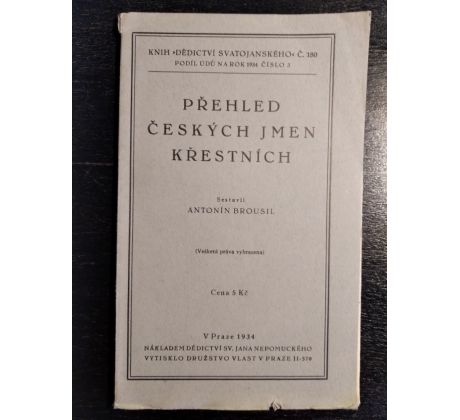 KNIH »DĚDICTVÍ SVATOJANSKÉHO« Č. 180
PODÍL ÚDŮ NA ROK 1934 ČÍSLO 3
PŘEHLED
ČESKÝCH JMEN
KŘESTNÍCH
Sestavil
ANTONÍN BROUSIL
(Veškerá práva vyhrazena)
Cena 5 Kč
V Praze 1934
NÁKLADEM DĚDICTVÍ SV. JANA NEPOMUCKÉHO
VYTISKLO DRUŽSTVO VLAST V PRAZE II-570